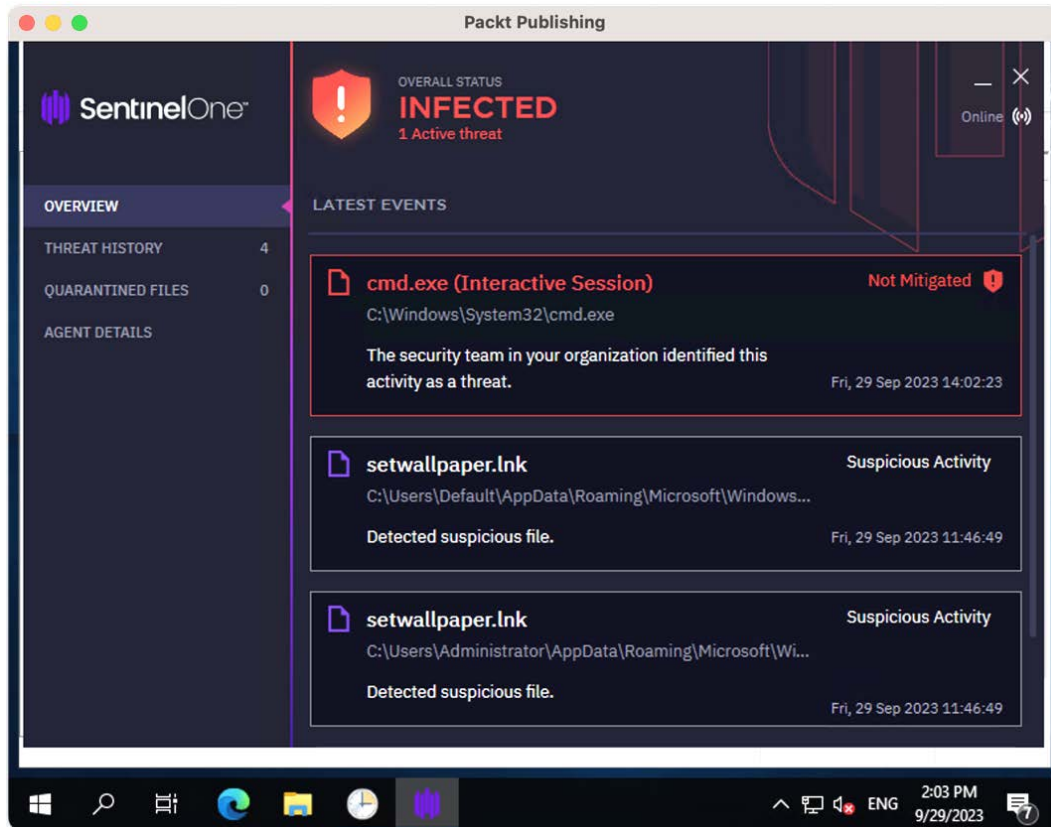 Packt Publishing
SentinelOne™
OVERALL STATUS
INFECTED
1 Active threat
Online
OVERVIEW
THREAT HISTORY 4
QUARANTINED FILES 0
AGENT DETAILS
LATEST EVENTS
cmd.exe (Interactive Session) Not Mitigated
C:\Windows\System32\cmd.exe
The security team in your organization identified this
activity as a threat. Fri, 29 Sep 2023 14:02:23
setwallpaper.lnk Suspicious Activity
C:\Users\Default\AppData\Roaming\Microsoft\Windows...
Detected suspicious file. Fri, 29 Sep 2023 11:46:49
setwallpaper.lnk Suspicious Activity
C:\Users\Administrator\AppData\Roaming\Microsoft\Wi...
Detected suspicious file.
Fri, 29 Sep 2023 11:46:49
ENG
2:03 PM
9/29/2023
7